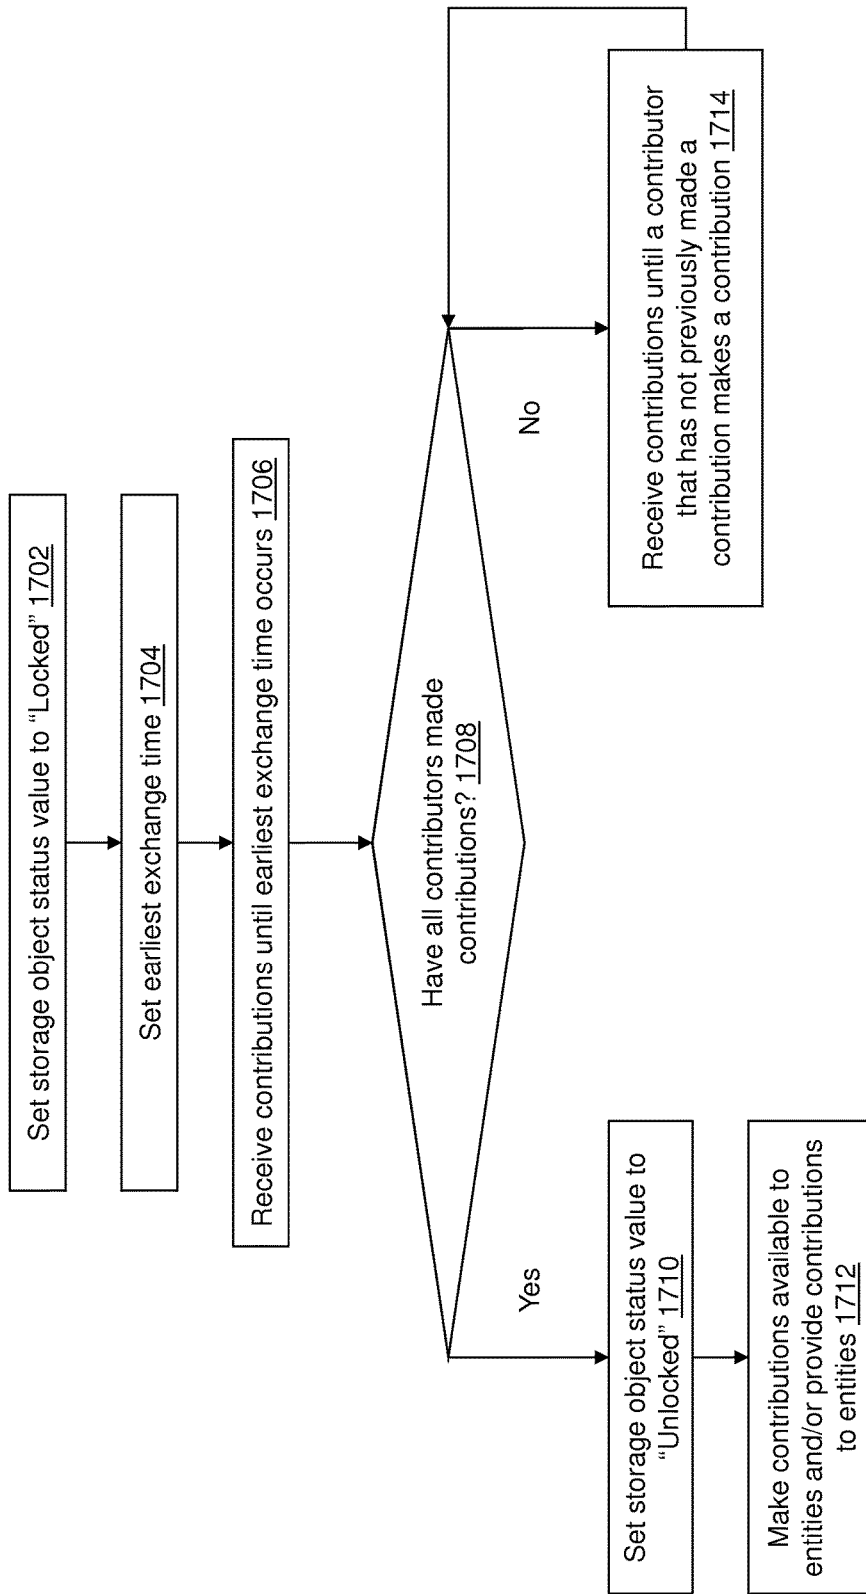 Set storage object status value to “Locked” 1702
Set earliest exchange time 1704
Receive contributions until earliest exchange time occurs 1706
Have all contributors made
contributions? 1708
Yes
No
Set storage object status value to
“Unlocked” 1710
Make contributions available to
entities and/or provide contributions
to entities 1712
Receive contributions until a contributor
that has not previously made a
contribution makes a contribution 1714